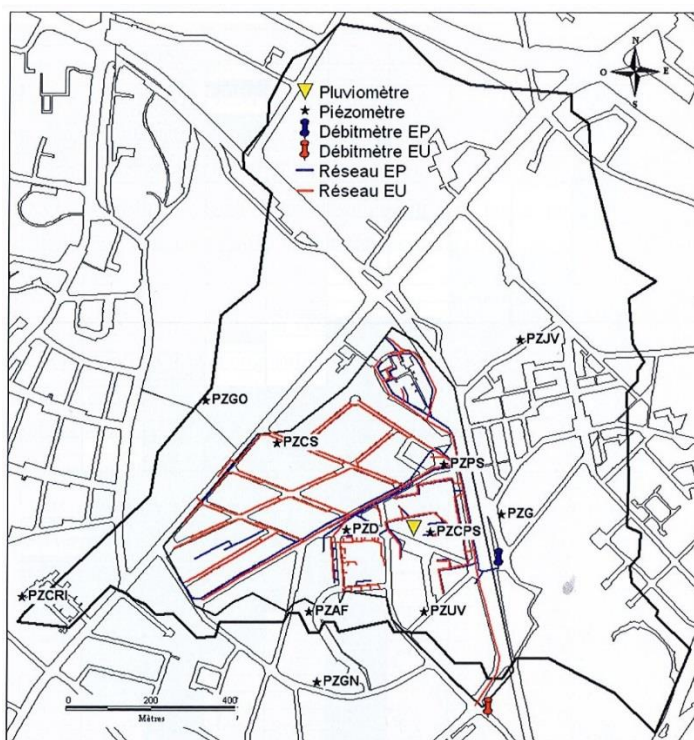 N
O E
S
Pluviomètre
Piézomètre
Débitmètre EP
Débitmètre EU
Réseau EP
Réseau EU
PZJV
PZGO
PZCS
PZPS
PZG
PZD
PZCPS
PZCRI
PZAF
PZUV
PZGN
0 200 400
Mètres